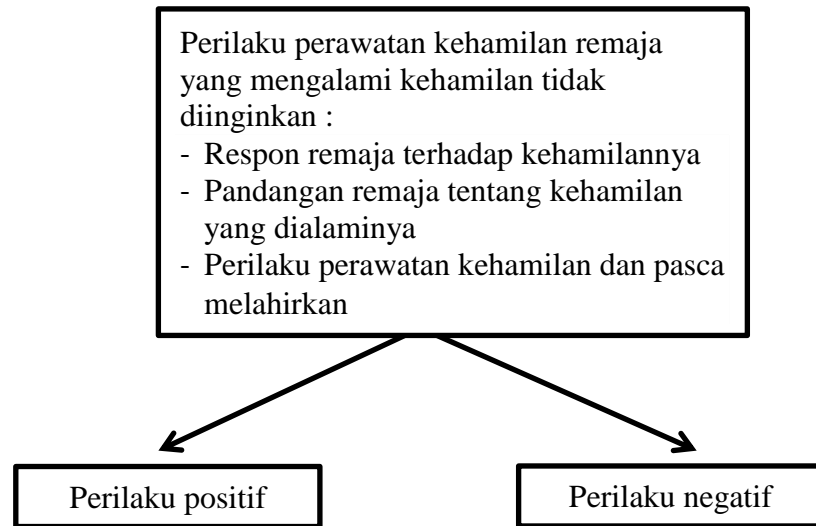 Perilaku perawatan kehamilan remaja
yang mengalami kehamilan tidak
diinginkan :
- Respon remaja terhadap kehamilannya
- Pandangan remaja tentang kehamilan
yang dialaminya
- Perilaku perawatan kehamilan dan pasca
melahirkan
Perilaku positif
Perilaku negatif